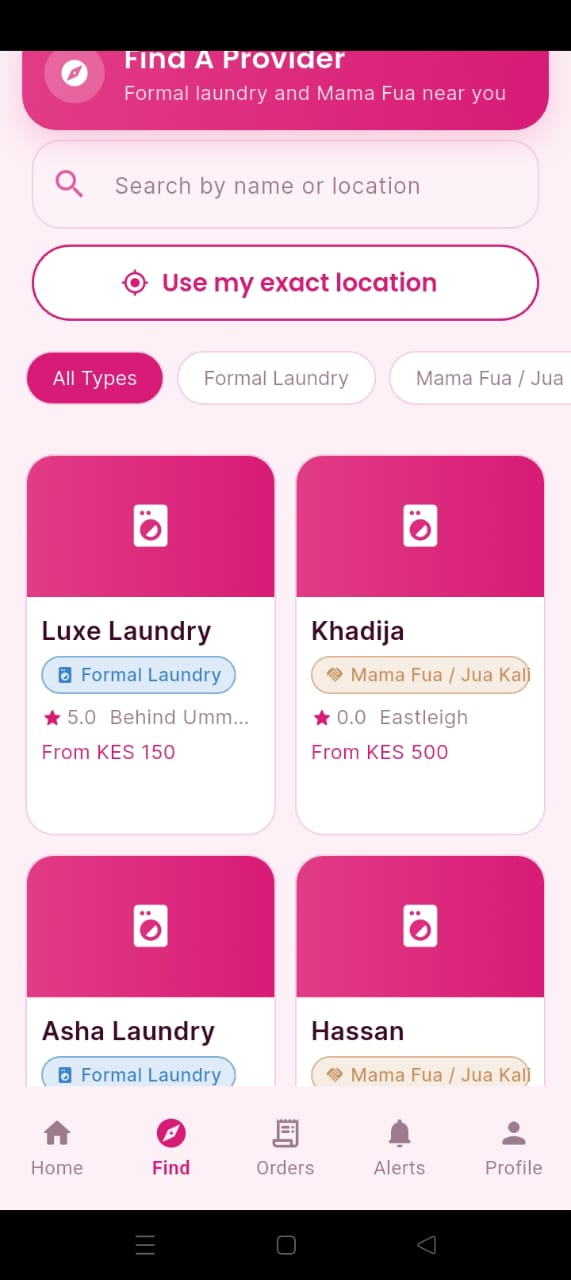 Find A Provider
Formal laundry and Mama Fua near you
Search by name or location
Use my exact location
All Types
Formal Laundry
Mama Fua / Jua
Luxe Laundry
Formal Laundry
5.0 Behind Umm...
From KES 150
Khadija
Mama Fua / Jua Kali
0.0 Eastleigh
From KES 500
Asha Laundry
Formal Laundry
Hassan
Mama Fua / Jua Kali
Home
Find
Orders
Alerts
Profile